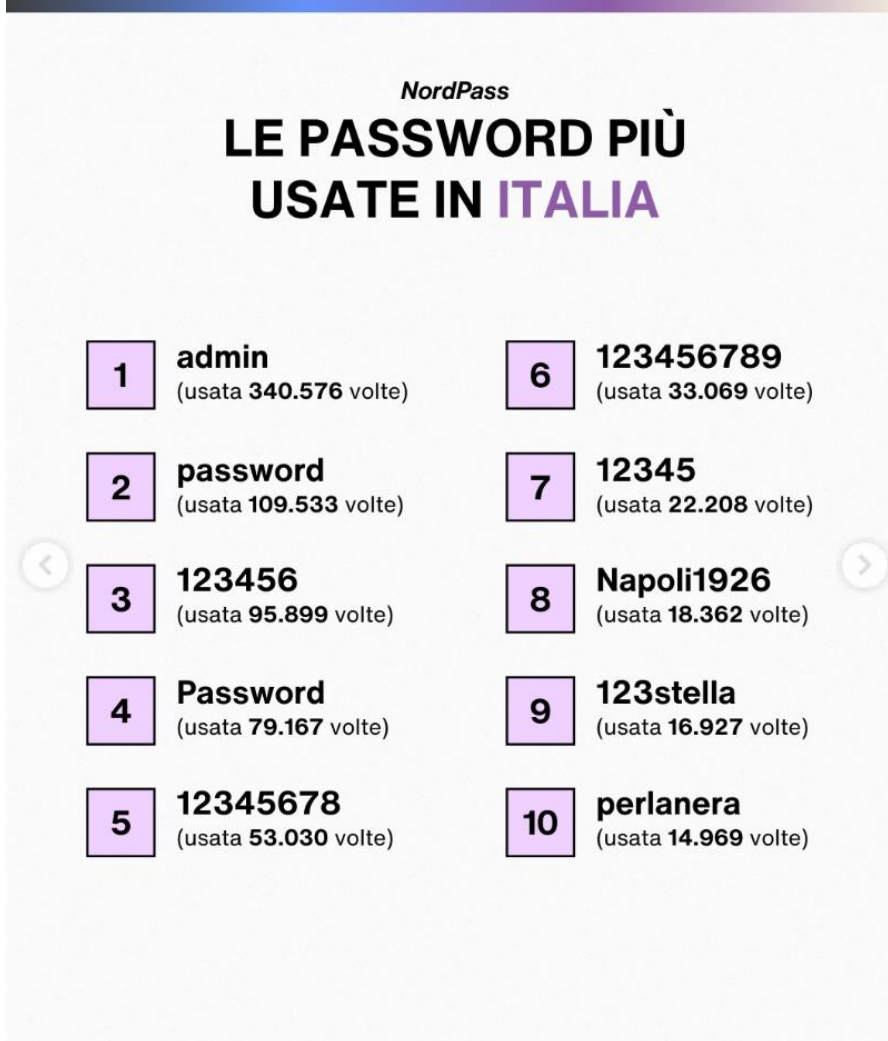 NordPass
LE PASSWORD PIÙ
USATE IN ITALIA
1
admin
(usata 340.576 volte)
2
password
(usata 109.533 volte)
3
123456
(usata 95.899 volte)
4
Password
(usata 79.167 volte)
5
12345678
(usata 53.030 volte)
6
123456789
(usata 33.069 volte)
7
12345
(usata 22.208 volte)
8
Napoli1926
(usata 18.362 volte)
9
123stella
(usata 16.927 volte)
10
perlanera
(usata 14.969 volte)